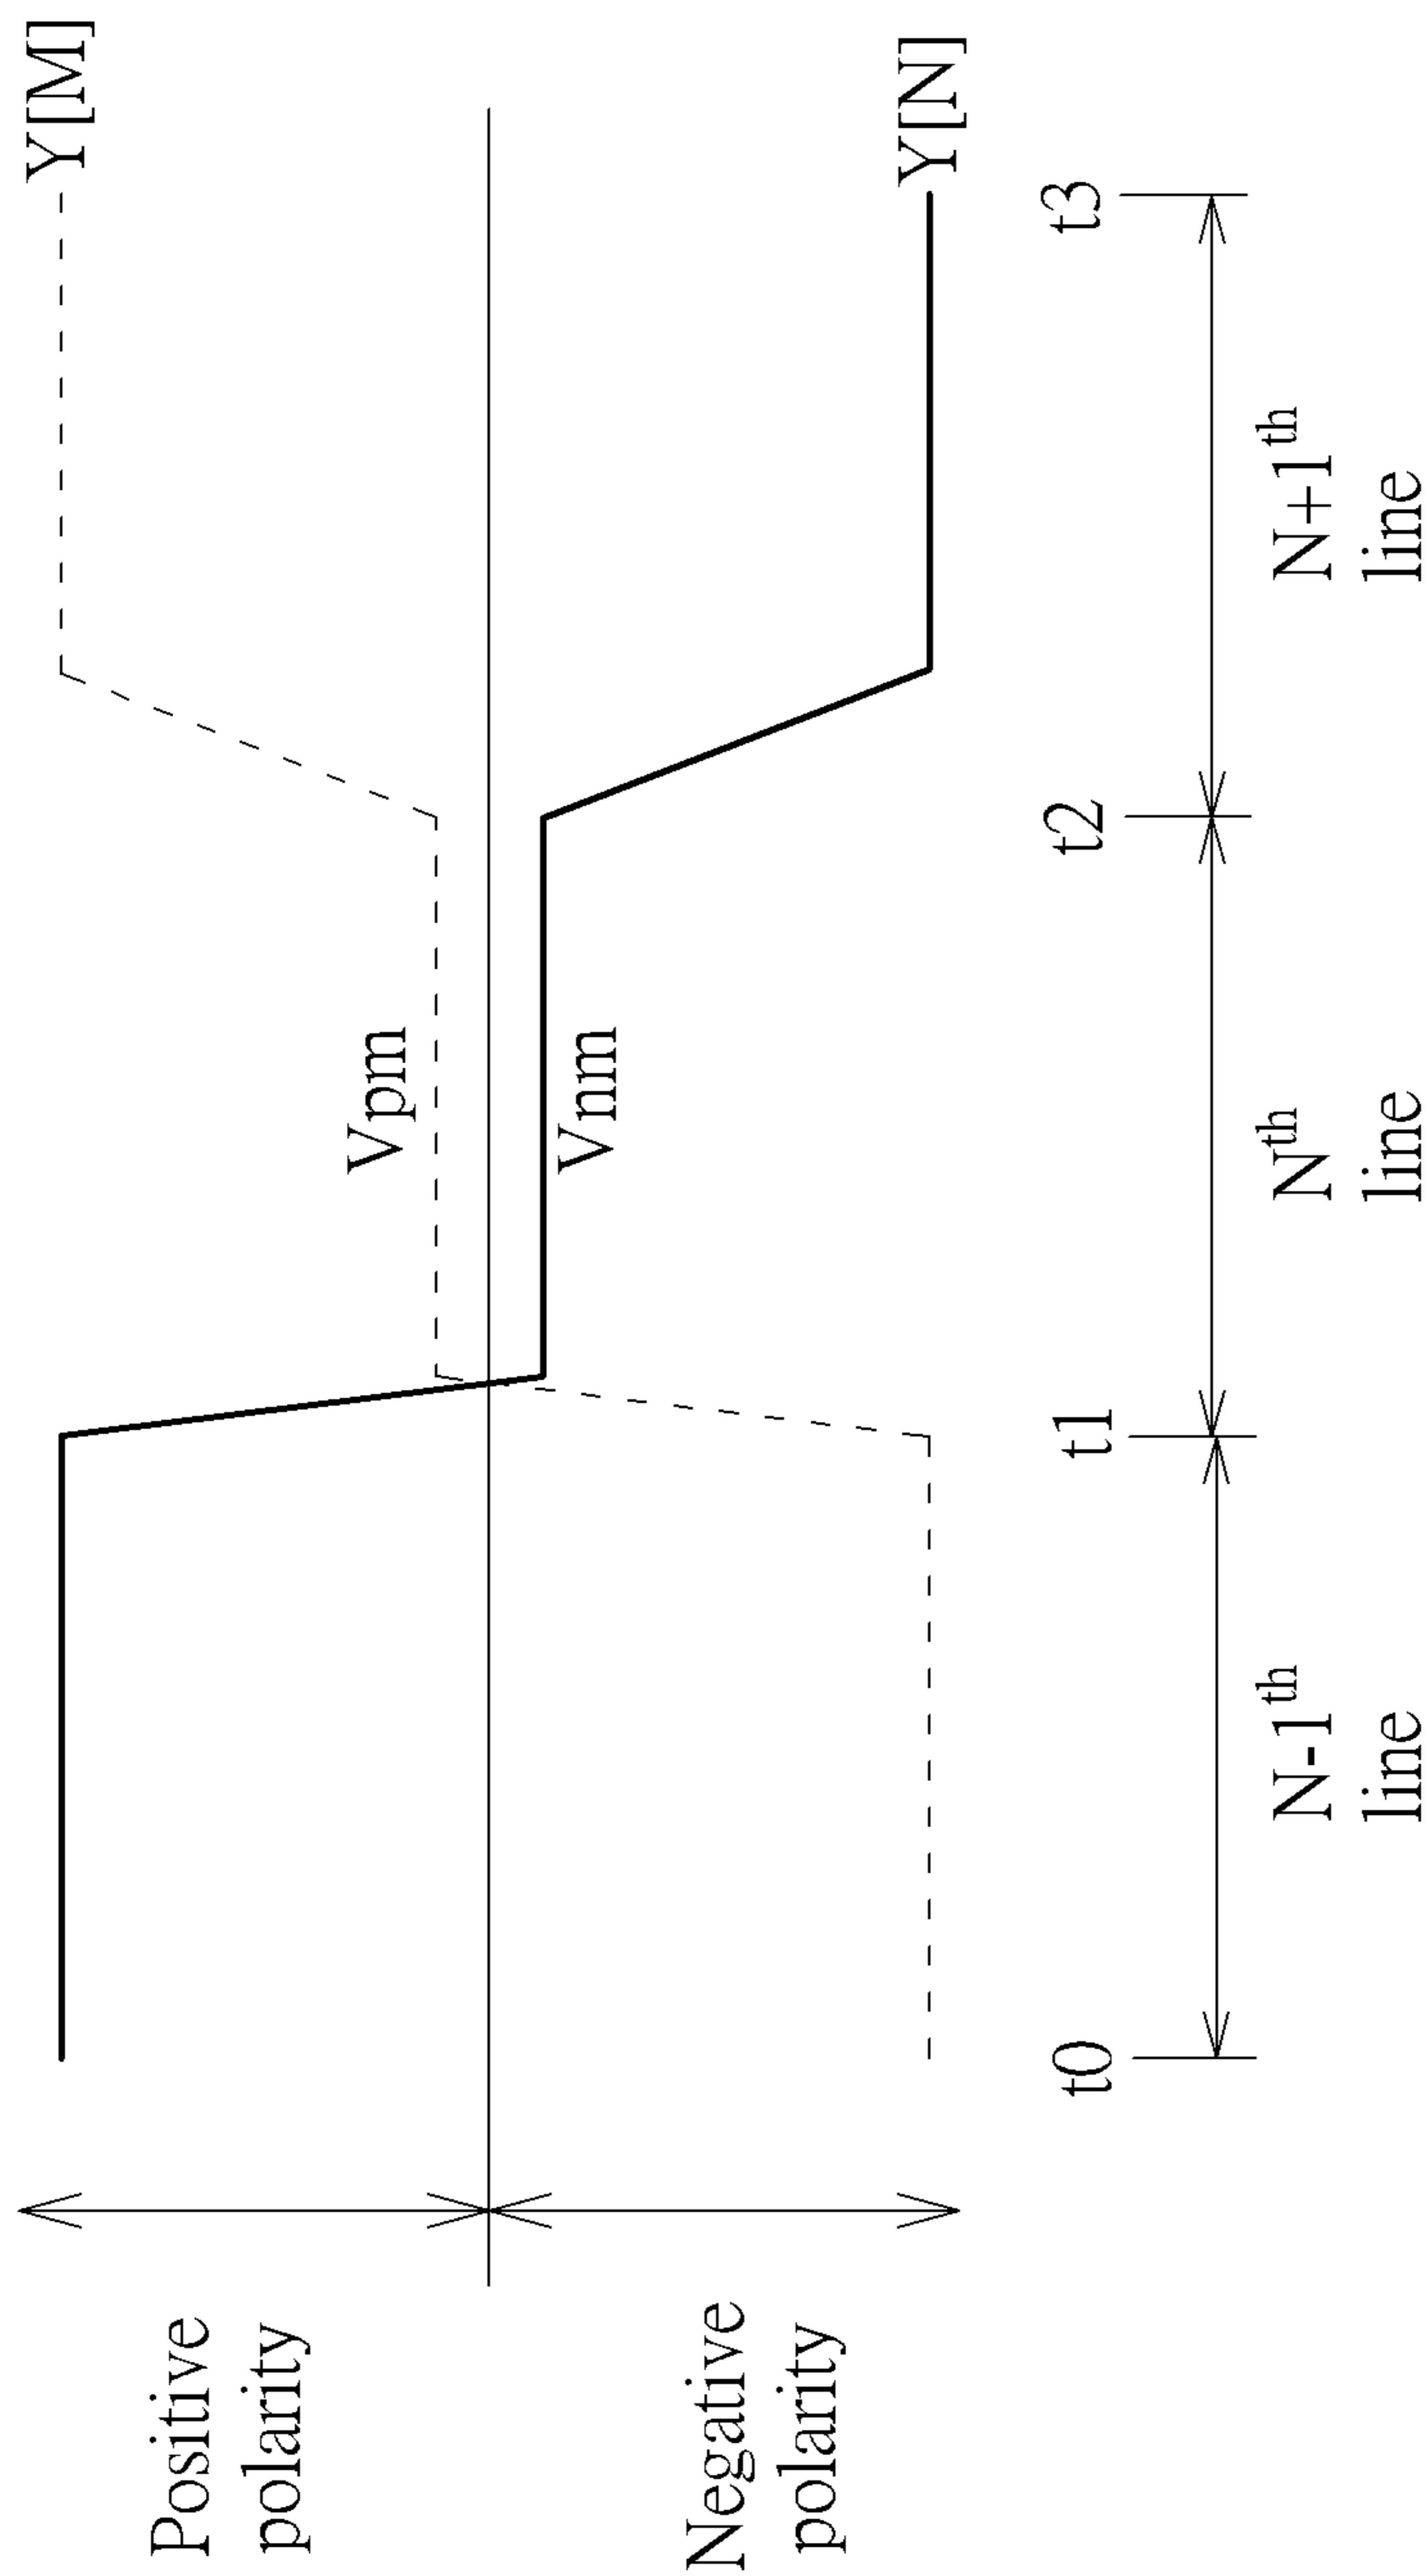 Y[M]
Positive
polarity
Vpm
Vnm
Negative
polarity
Y[N]
t0
t1
t2
t3
N-1th
line
Nth
line
N+1th
line